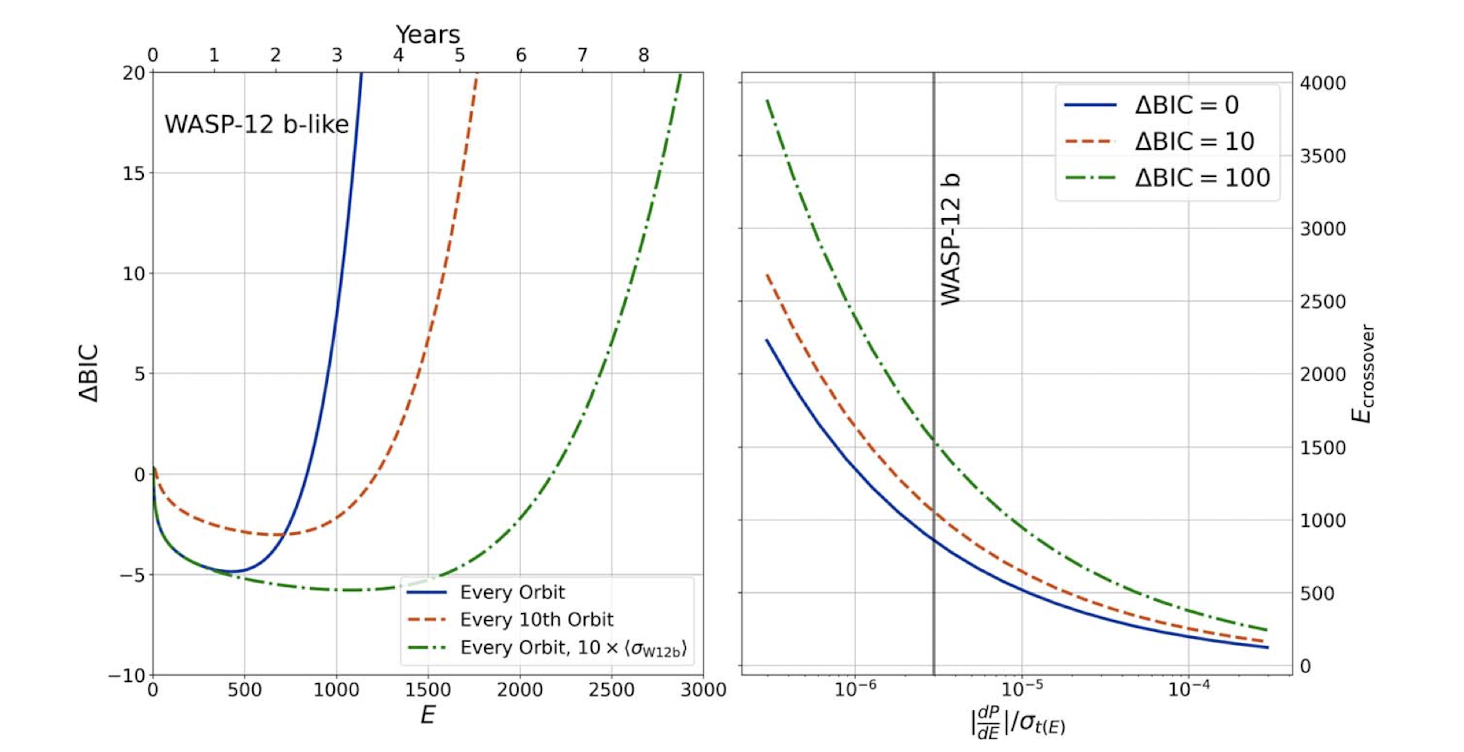 Years
0 1 2 3 4 5 6 7 8
20
15
10
5
0
−5
−10
ΔBIC
WASP-12 b-like
Every Orbit
Every 10th Orbit
Every Orbit, 10 × ⟨σ_W12b⟩
0 500 1000 1500 2000 2500 3000
E
ΔBIC = 0
ΔBIC = 10
ΔBIC = 100
WASP-12 b
4000
3500
3000
2500
2000
1500
1000
500
0
E_crossover
10⁻⁶ 10⁻⁵ 10⁻⁴
|dP/dE|/σ_t(E)